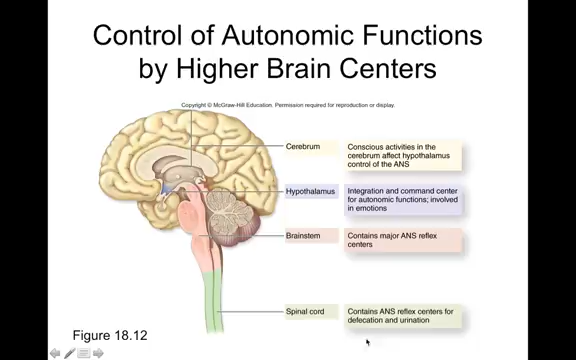 Control of Autonomic Functions
by Higher Brain Centers
Copyright © McGraw-Hill Education. Permission required for reproduction or display.
Cerebrum
Conscious activities in the
cerebrum affect hypothalamus
control of the ANS
Hypothalamus
Integration and command center
for autonomic functions; involved
in emotions
Brainstem
Contains major ANS reflex
centers
Spinal cord
Contains ANS reflex centers for
defecation and urination
Figure 18.12